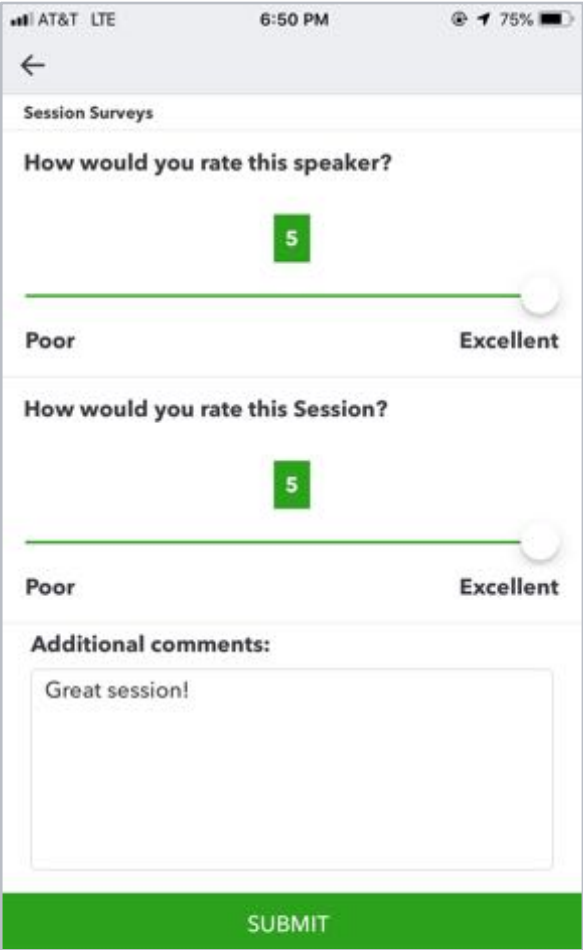 AT&T LTE 6:50 PM 75%
Session Surveys
How would you rate this speaker?
5
Poor Excellent
How would you rate this Session?
5
Poor Excellent
Additional comments:
Great session!
SUBMIT